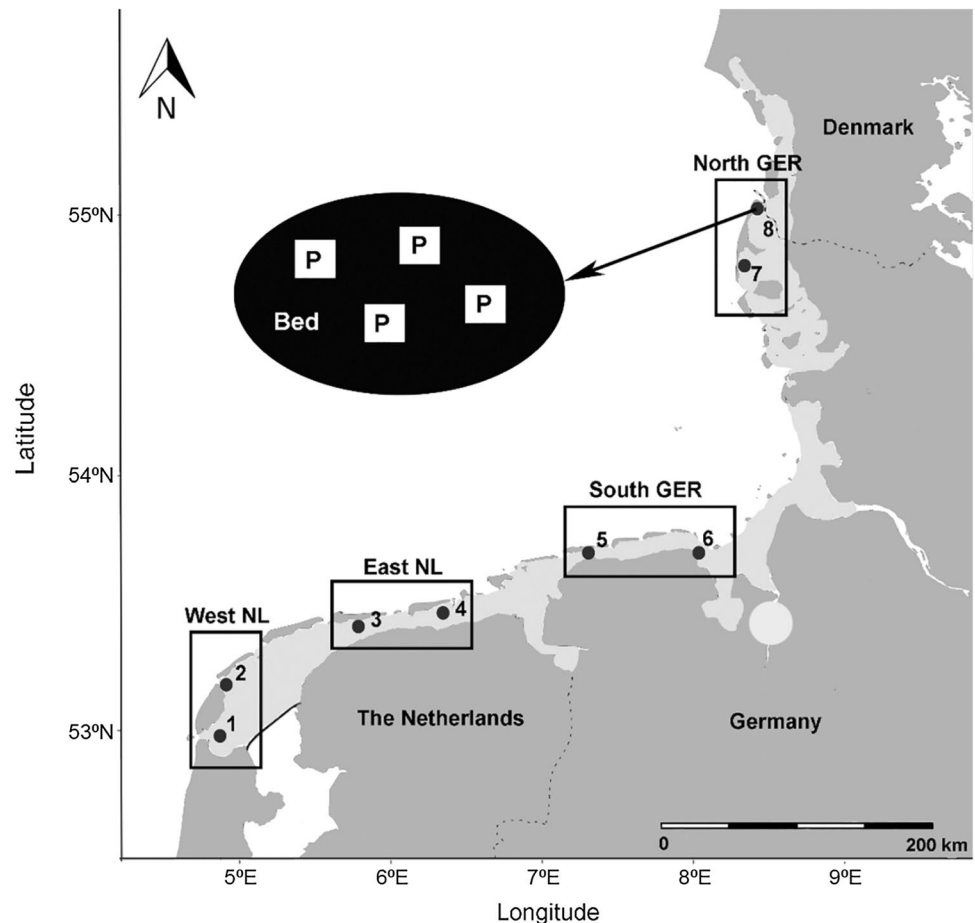 N
Denmark
North GER
55ºN
8
7
P
P
P
P
Bed
Latitude
54ºN
South GER
5
6
East NL
3
4
West NL
2
1
53ºN
The Netherlands
Germany
0
200 km
5ºE
6ºE
7ºE
8ºE
9ºE
Longitude